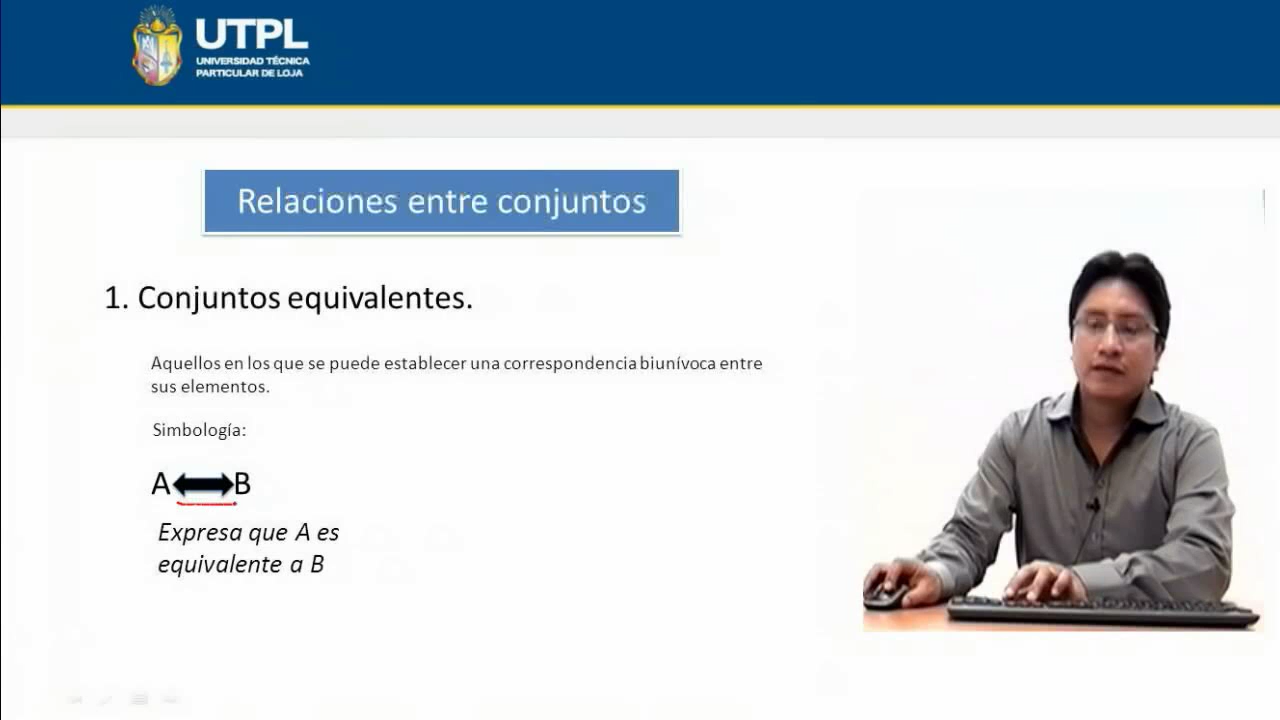 UTPL
UNIVERSIDAD TÉCNICA
PARTICULAR DE LOJA
Relaciones entre conjuntos
1. Conjuntos equivalentes.
Aquellos en los que se puede establecer una correspondencia biunívoca entre
sus elementos.
Simbología:
A B
Expresa que A es
equivalente a B